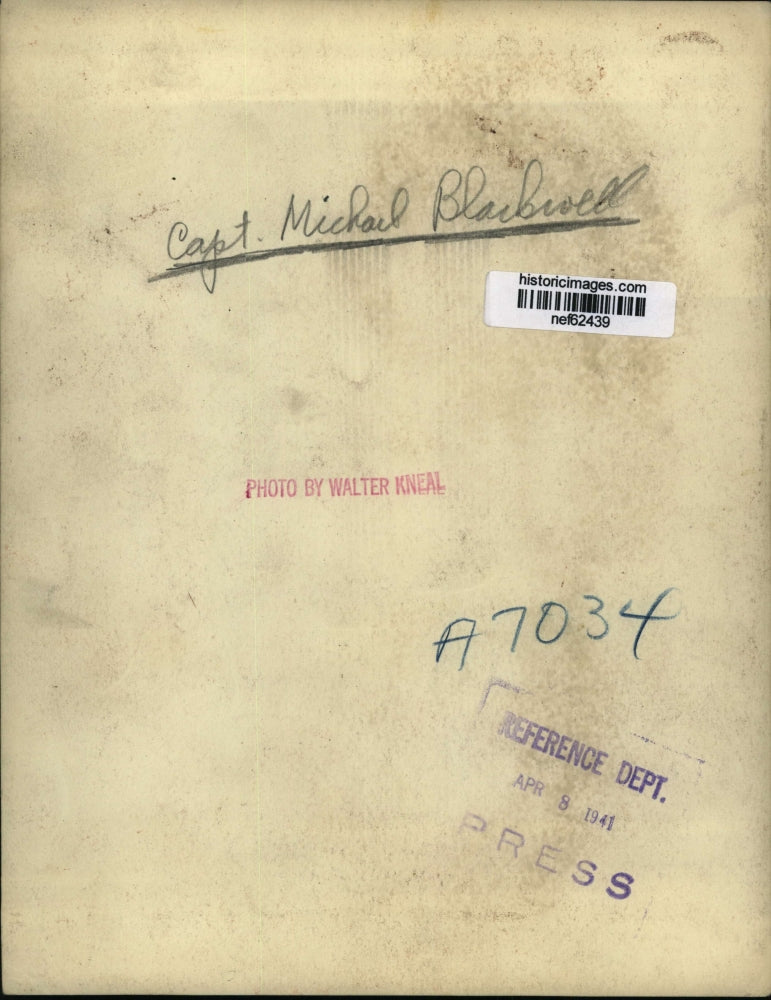 Capt. Michael Blackwell
historicimages.com
nef62439
PHOTO BY WALTER KNEAL
A7034
REFERENCE DEPT.
APR 8 1941
PRESS